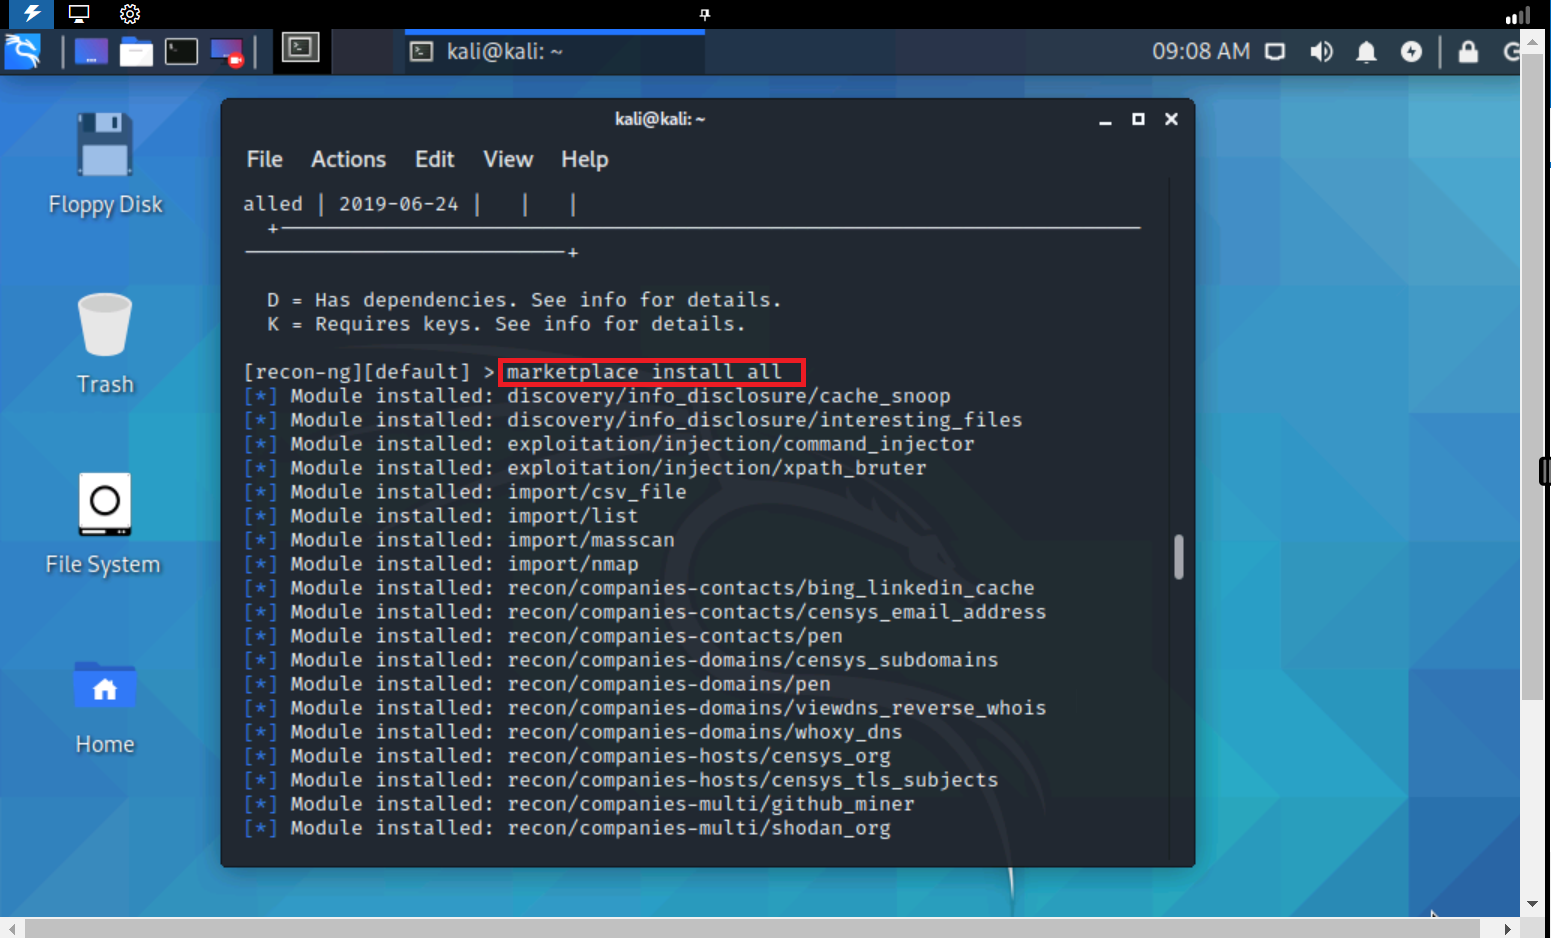 kali@kali: ~
09:08 AM
Floppy Disk
Trash
File System
Home
kali@kali: ~
File Actions Edit View Help
alled | 2019-06-24 |   |   |
D = Has dependencies. See info for details.
K = Requires keys. See info for details.
[recon-ng][default] > marketplace install all
[*] Module installed: discovery/info_disclosure/cache_snoop
[*] Module installed: discovery/info_disclosure/interesting_files
[*] Module installed: exploitation/injection/command_injector
[*] Module installed: exploitation/injection/xpath_bruter
[*] Module installed: import/csv_file
[*] Module installed: import/list
[*] Module installed: import/masscan
[*] Module installed: import/nmap
[*] Module installed: recon/companies-contacts/bing_linkedin_cache
[*] Module installed: recon/companies-contacts/censys_email_address
[*] Module installed: recon/companies-contacts/pen
[*] Module installed: recon/companies-domains/censys_subdomains
[*] Module installed: recon/companies-domains/pen
[*] Module installed: recon/companies-domains/viewdns_reverse_whois
[*] Module installed: recon/companies-domains/whoxy_dns
[*] Module installed: recon/companies-hosts/censys_org
[*] Module installed: recon/companies-hosts/censys_tls_subjects
[*] Module installed: recon/companies-multi/github_miner
[*] Module installed: recon/companies-multi/shodan_org